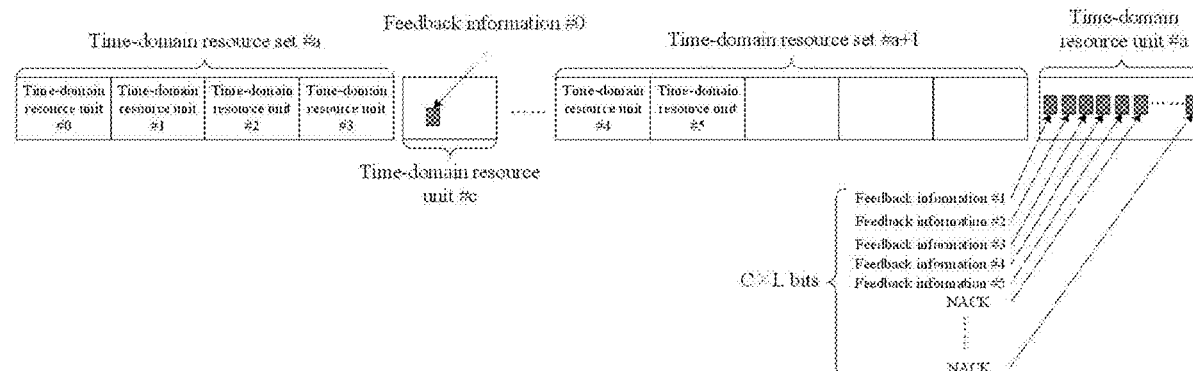 Feedback information #0
Time-domain resource set #a
Time-domain resource set #a+1
Time-domain
resource unit #a
Time-domain
resource unit
#0
Time-domain
resource unit
#1
Time-domain
resource unit
#2
Time-domain
resource unit
#3
Time-domain
resource unit
#4
Time-domain
resource unit
#5
Time-domain resource
unit #c
Feedback information #1
Feedback information #2
Feedback information #3
Feedback information #4
Feedback information #5
C×L bits
NACK
NACK